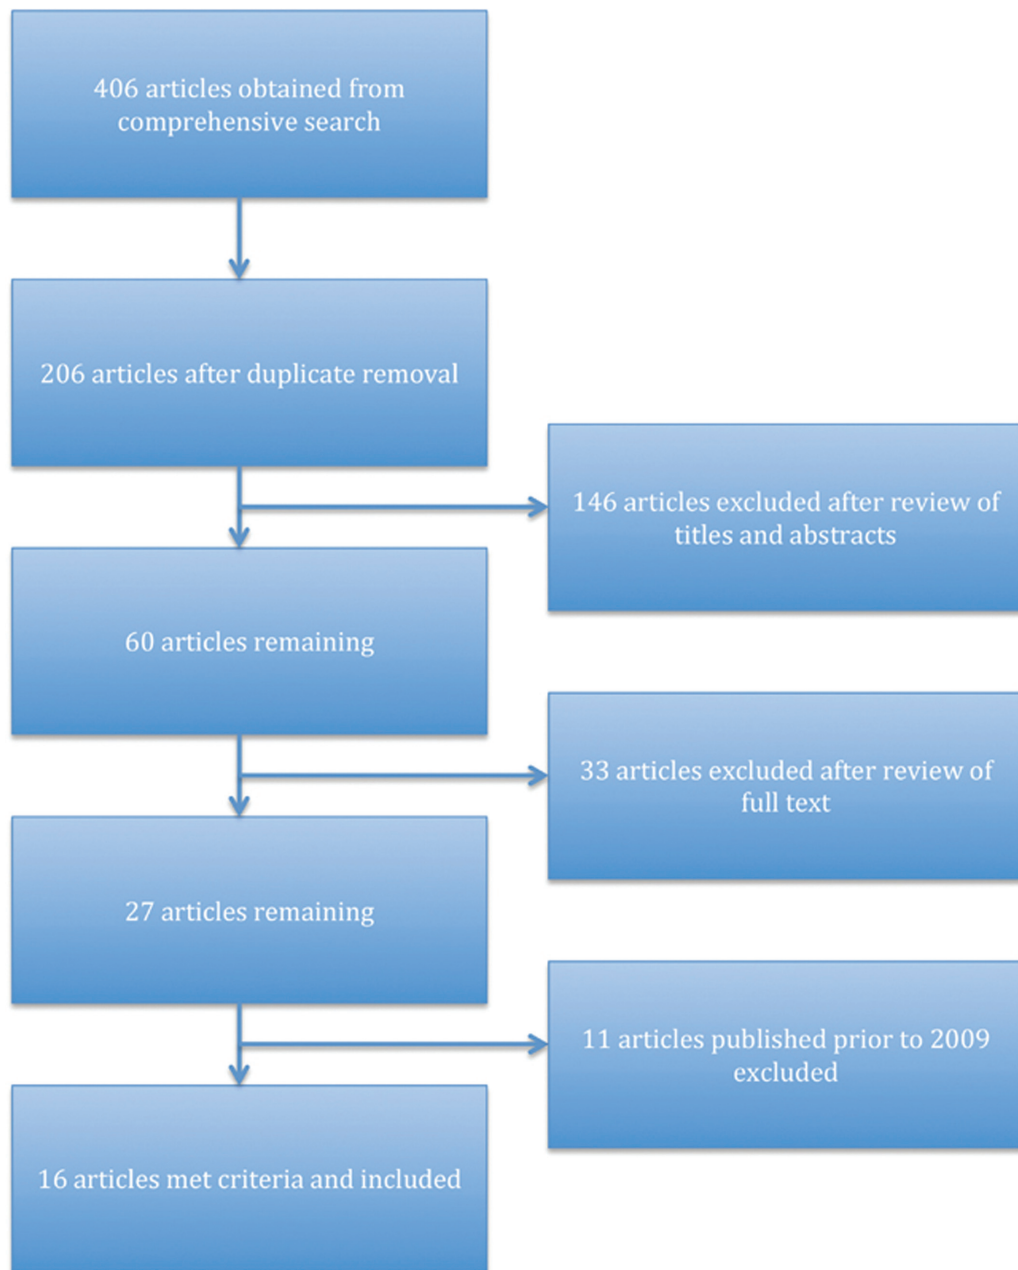 406 articles obtained from
comprehensive search
206 articles after duplicate removal
146 articles excluded after review of
titles and abstracts
60 articles remaining
33 articles excluded after review of
full text
27 articles remaining
11 articles published prior to 2009
excluded
16 articles met criteria and included